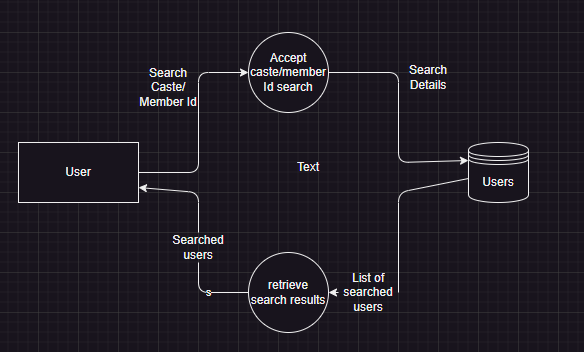 Accept
caste/member
Id search
Search
Caste/
Member Id
Search
Details
User
Text
Users
Searched
users
s
retrieve
search results
List of
searched
users